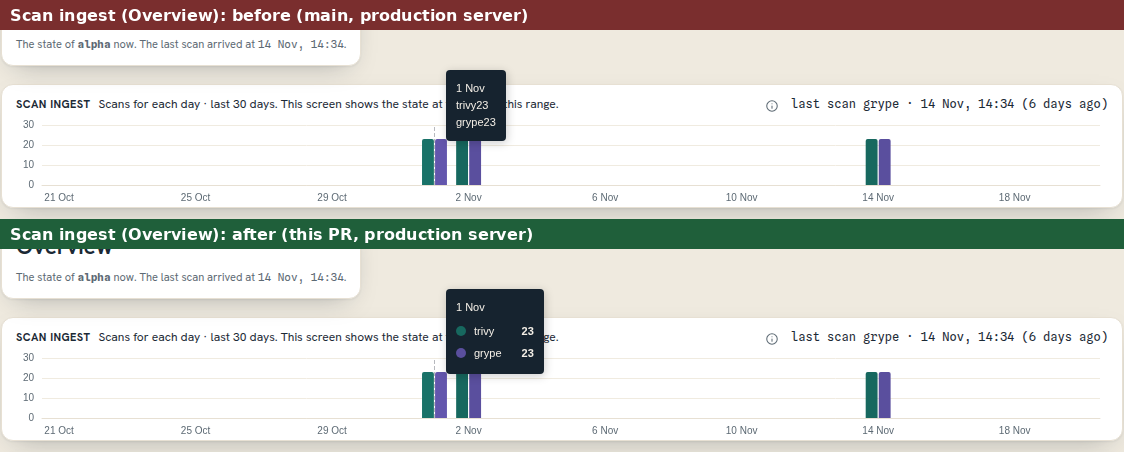 Scan ingest (Overview): before (main, production server)
The state of alpha now. The last scan arrived at 14 Nov, 14:34.
SCAN INGEST Scans for each day · last 30 days. This screen shows the state at this range.
last scan grype · 14 Nov, 14:34 (6 days ago)
1 Nov
trivy23
grype23
30
20
10
0
21 Oct 25 Oct 29 Oct 2 Nov 6 Nov 10 Nov 14 Nov 18 Nov
Scan ingest (Overview): after (this PR, production server)
Overview
The state of alpha now. The last scan arrived at 14 Nov, 14:34.
SCAN INGEST Scans for each day · last 30 days. This screen shows the state at
last scan grype · 14 Nov, 14:34 (6 days ago)
1 Nov
trivy 23
grype 23
30
20
10
0
21 Oct 25 Oct 29 Oct 2 Nov 6 Nov 10 Nov 14 Nov 18 Nov